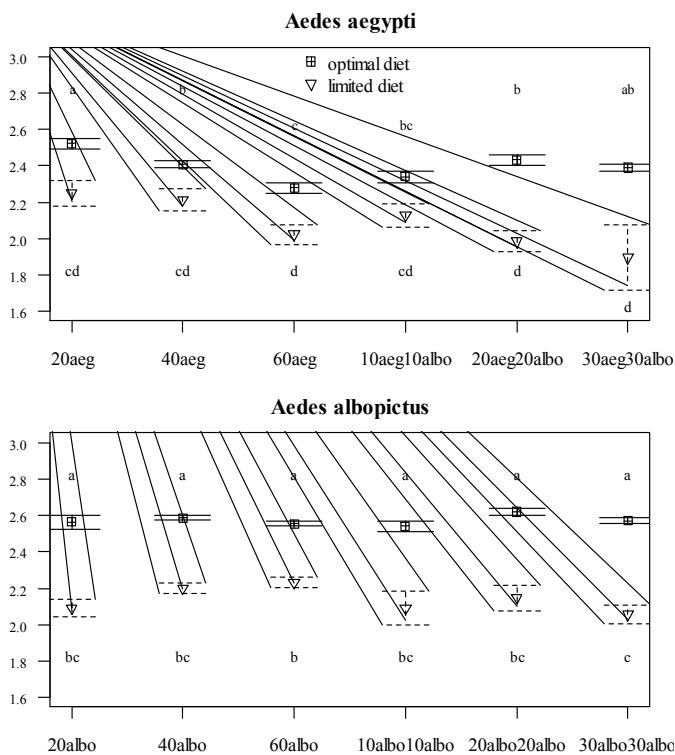 Aedes aegypti
3.0
2.8
2.6
2.4
2.2
2.0
1.8
1.6
optimal diet
limited diet
a b c bc b ab
cd cd d cd d d
20aeg 40aeg 60aeg 10aeg10albo 20aeg20albo 30aeg30albo
Aedes albopictus
3.0
2.8
2.6
2.4
2.2
2.0
1.8
1.6
a a a a a a
bc bc b bc bc c
20albo 40albo 60albo 10albo10albo 20albo20albo 30albo30albo